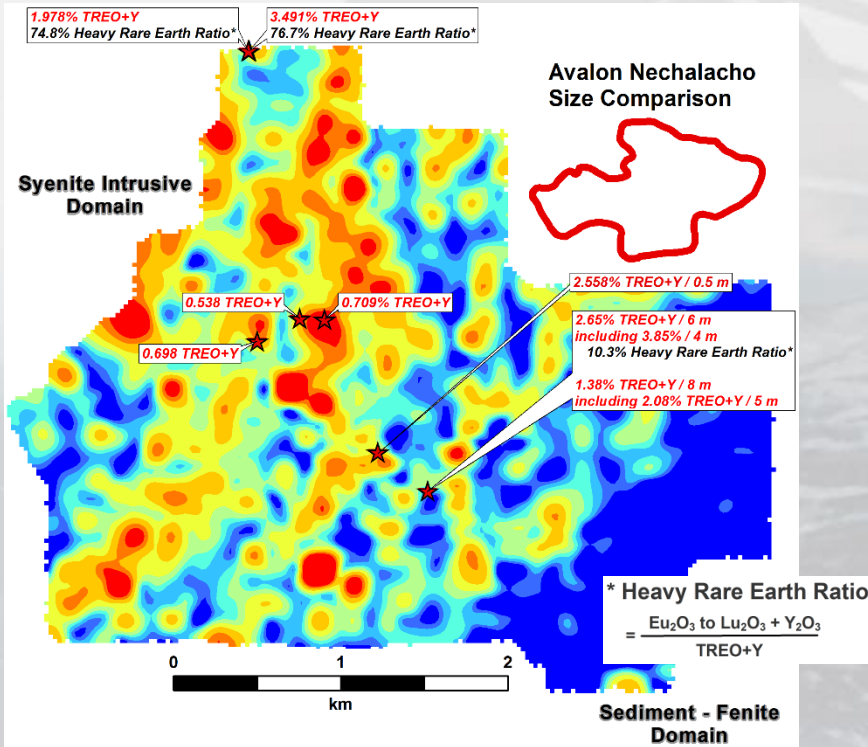 1.978% TREO+Y
74.8% Heavy Rare Earth Ratio*
3.491% TREO+Y
76.7% Heavy Rare Earth Ratio*
Avalon Nechalacho
Size Comparison
Syenite Intrusive
Domain
2.558% TREO+Y / 0.5 m
0.538 TREO+Y
0.709% TREO+Y
2.65% TREO+Y / 6 m
including 3.85% / 4 m
10.3% Heavy Rare Earth Ratio*
0.698 TREO+Y
1.38% TREO+Y / 8 m
including 2.08% TREO+Y / 5 m
* Heavy Rare Earth Ratio
= Eu₂O₃ to Lu₂O₃ + Y₂O₃
TREO+Y
0 1 2
km
Sediment - Fenite
Domain